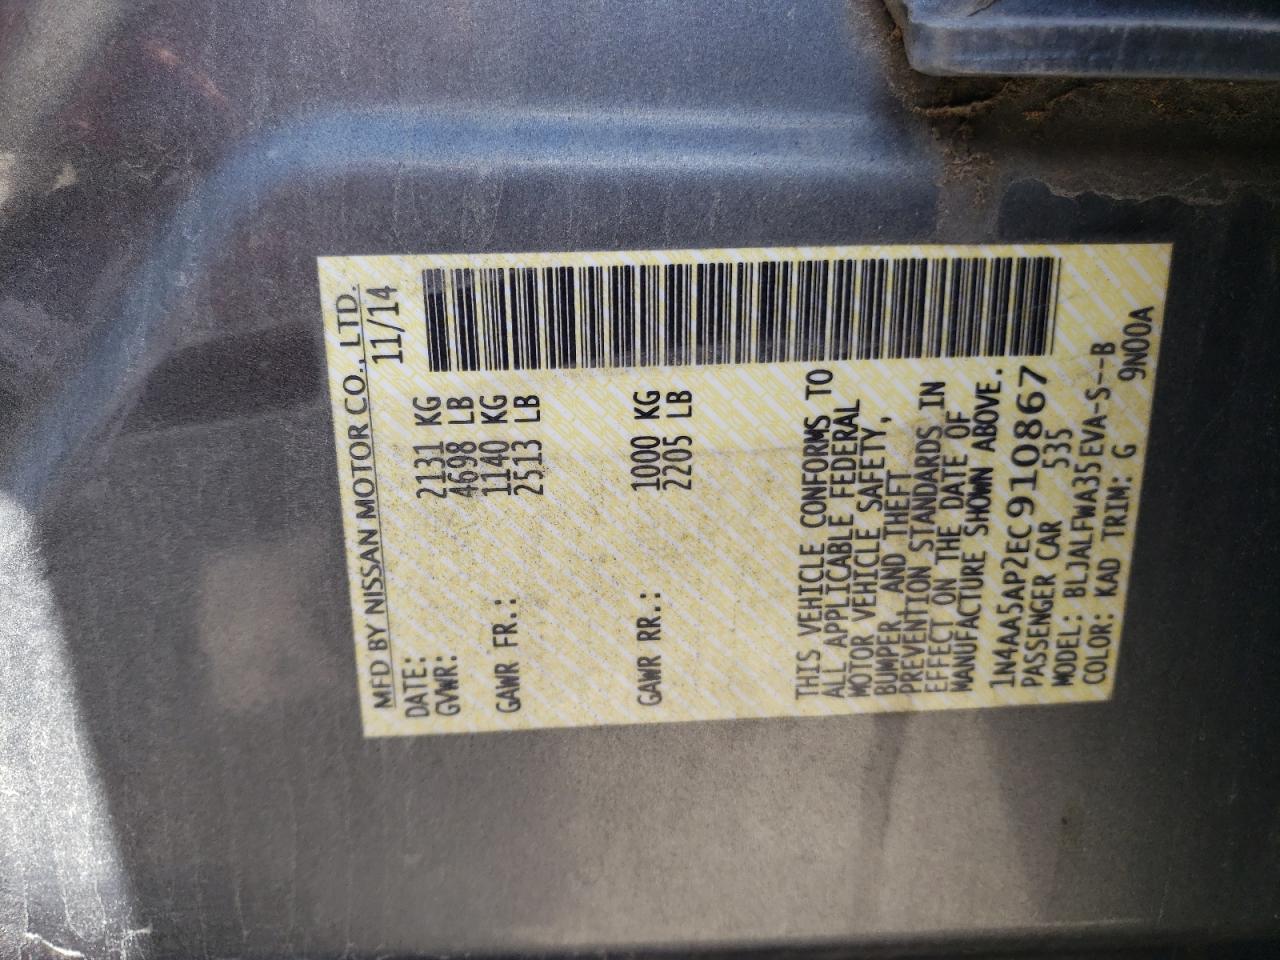 MFD BY NISSAN MOTOR CO., LTD.
DATE: 11/14
GVWR: 2131 KG
4698 LB
GAWR FR.: 1140 KG
2513 LB
GAWR RR.: 1000 KG
2205 LB
THIS VEHICLE CONFORMS TO
ALL APPLICABLE FEDERAL
MOTOR VEHICLE SAFETY,
BUMPER, AND THEFT
PREVENTION STANDARDS IN
EFFECT ON THE DATE OF
MANUFACTURE SHOWN ABOVE.
1N4AA5AP2EC910867
PASSENGER CAR 535
MODEL: BLJALFWA35EVA-S--B
COLOR: KAD TRIM: G 9N00A